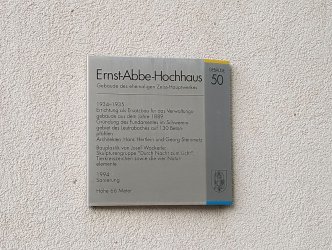 Ernst-Abbe-Hochhaus
Gebäude des ehemaligen Zeiss-Hauptwerkes
GEBÄUDE
50
1934–1935
Errichtung als Ersatzbau für das Verwaltungs-
gebäude aus dem Jahre 1889
Gründung des Fundamentes im Schwemm-
gebiet des Leutrabaches auf 130 Beton-
pfählen
Architekten Hans Hertlein und Georg Steinmetz
Bauplastik von Josef Wackerle:
Skulpturengruppe "Durch Nacht zum Licht"
Tierkreiszeichen sowie die vier Natur-
elemente
1994
Sanierung
Höhe 66 Meter